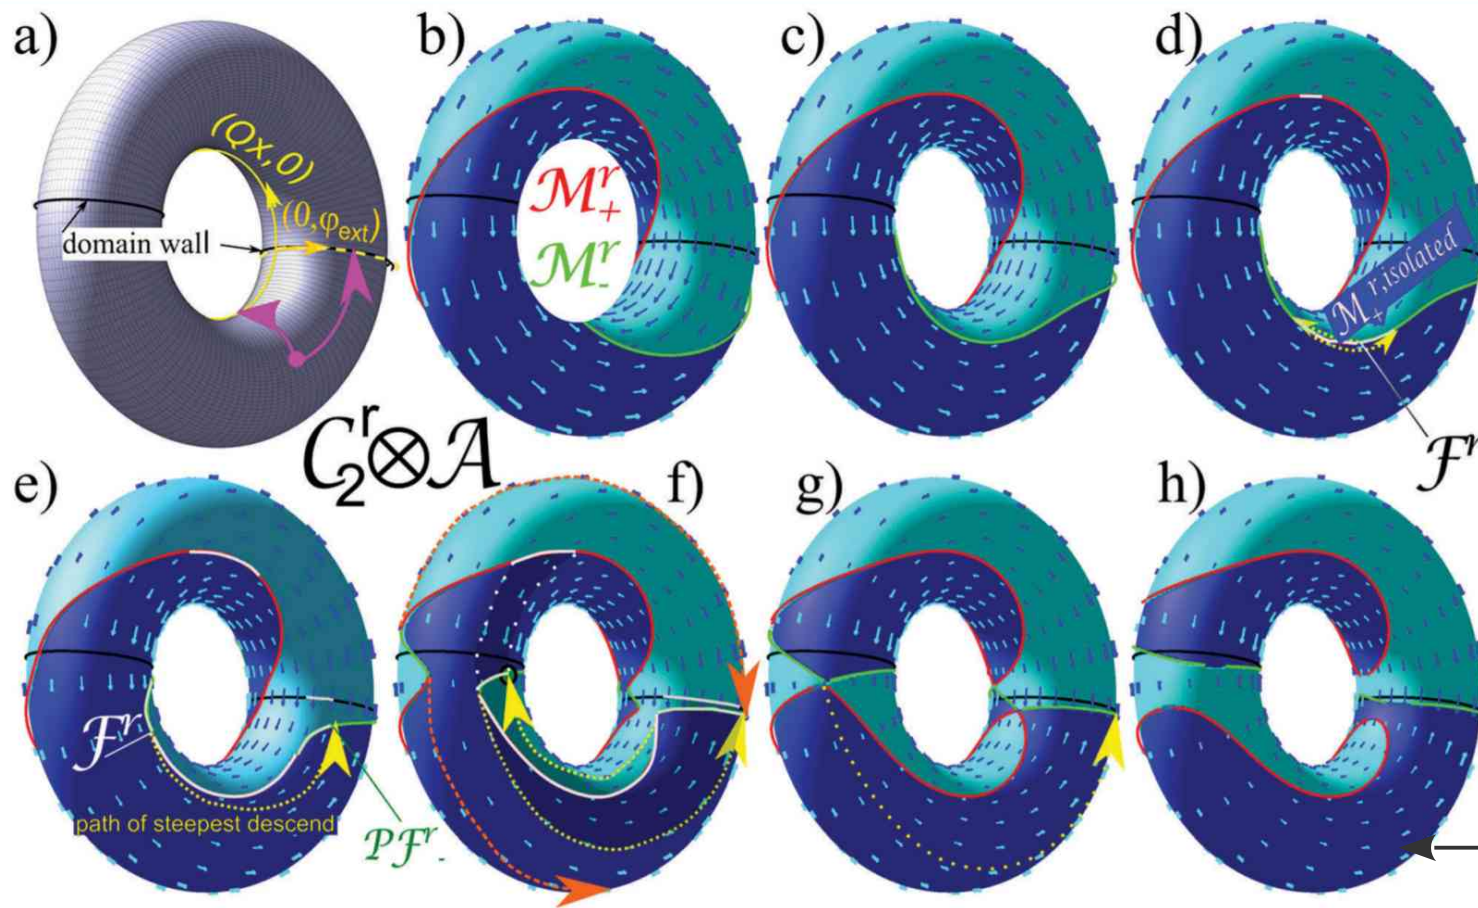 a)
b)
c)
d)
(Qx,0)
(0,φext)
domain wall
ℳ₊ʳ
ℳ₋ʳ
ℳ₊ʳ,isolated
ℱʳ
C₂ʳ⊗𝒜
e)
f)
g)
h)
ℱʳ
path of steepest descend
𝒫ℱʳ₋